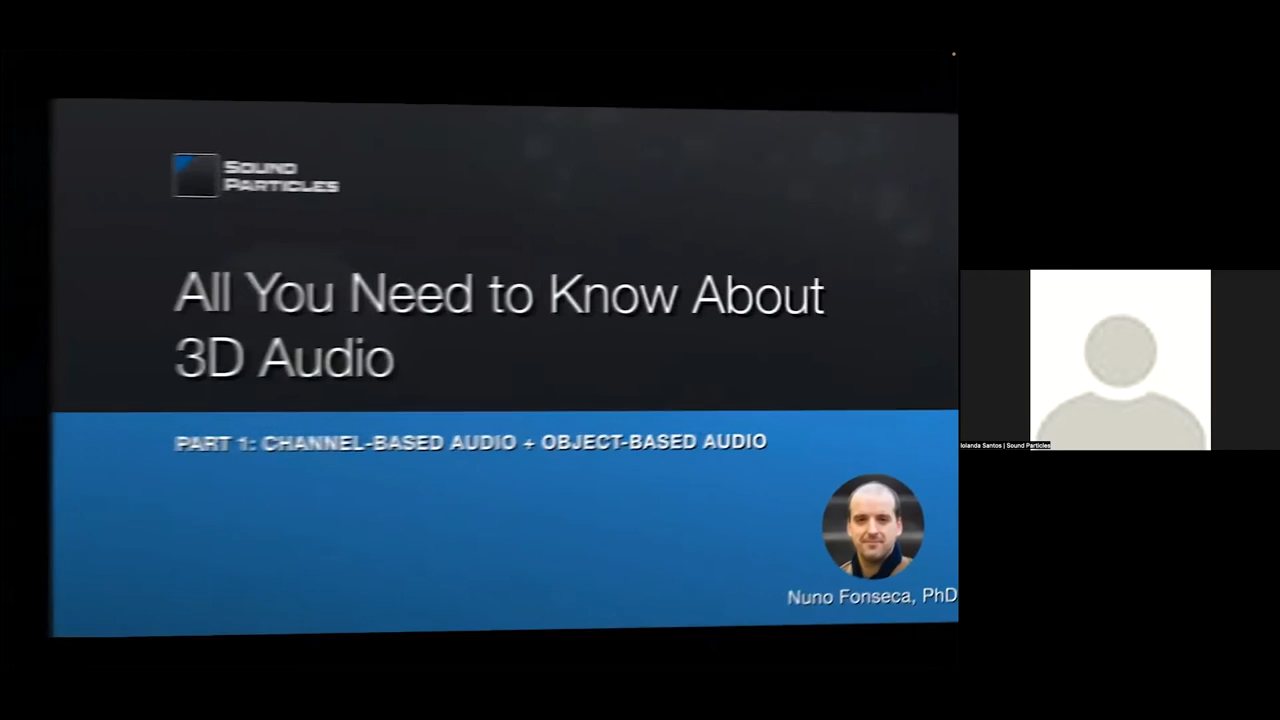 SOUND
PARTICLES
All You Need to Know About
3D Audio
PART 1: CHANNEL-BASED AUDIO + OBJECT-BASED AUDIO
Nuno Fonseca, PhD
Iolanda Santos | Sound Particles